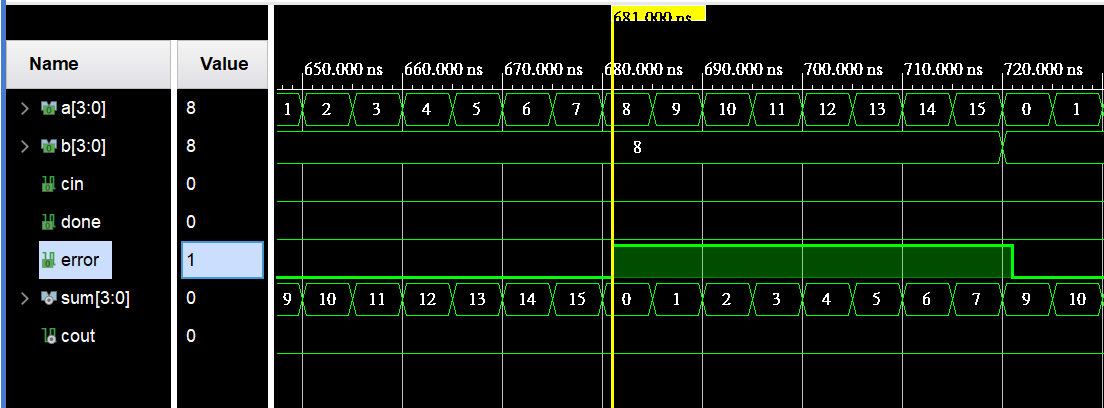 681.000 ns
Name Value
650.000 ns 660.000 ns 670.000 ns 680.000 ns 690.000 ns 700.000 ns 710.000 ns 720.000 ns
a[3:0] 8 1 2 3 4 5 6 7 8 9 10 11 12 13 14 15 0 1
b[3:0] 8 8
cin 0
done 0
error 1
sum[3:0] 0 9 10 11 12 13 14 15 0 1 2 3 4 5 6 7 9 10
cout 0